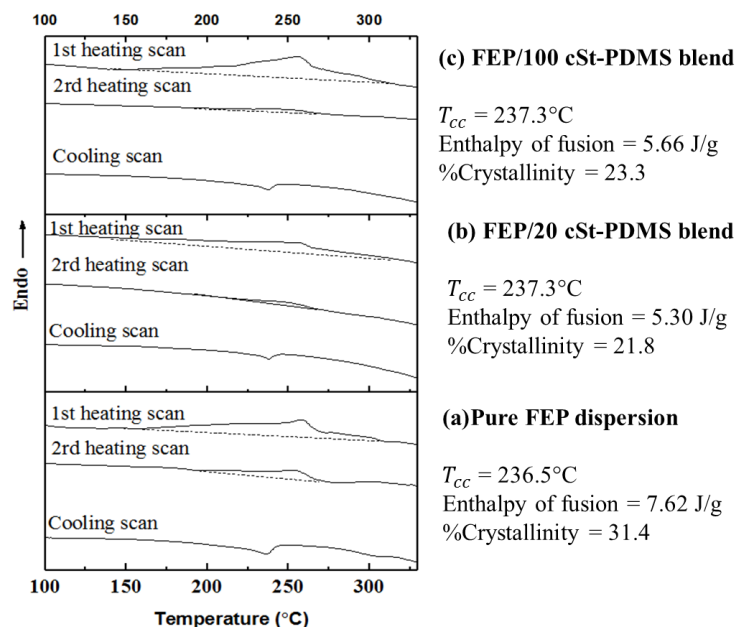 100 150 200 250 300
1st heating scan
2rd heating scan
Cooling scan
(c) FEP/100 cSt-PDMS blend
T_cc = 237.3°C
Enthalpy of fusion = 5.66 J/g
%Crystallinity = 23.3
1st heating scan
2rd heating scan
Cooling scan
(b) FEP/20 cSt-PDMS blend
T_cc = 237.3°C
Enthalpy of fusion = 5.30 J/g
%Crystallinity = 21.8
1st heating scan
2rd heating scan
Cooling scan
(a)Pure FEP dispersion
T_cc = 236.5°C
Enthalpy of fusion = 7.62 J/g
%Crystallinity = 31.4
Endo
100 150 200 250 300
Temperature (°C)